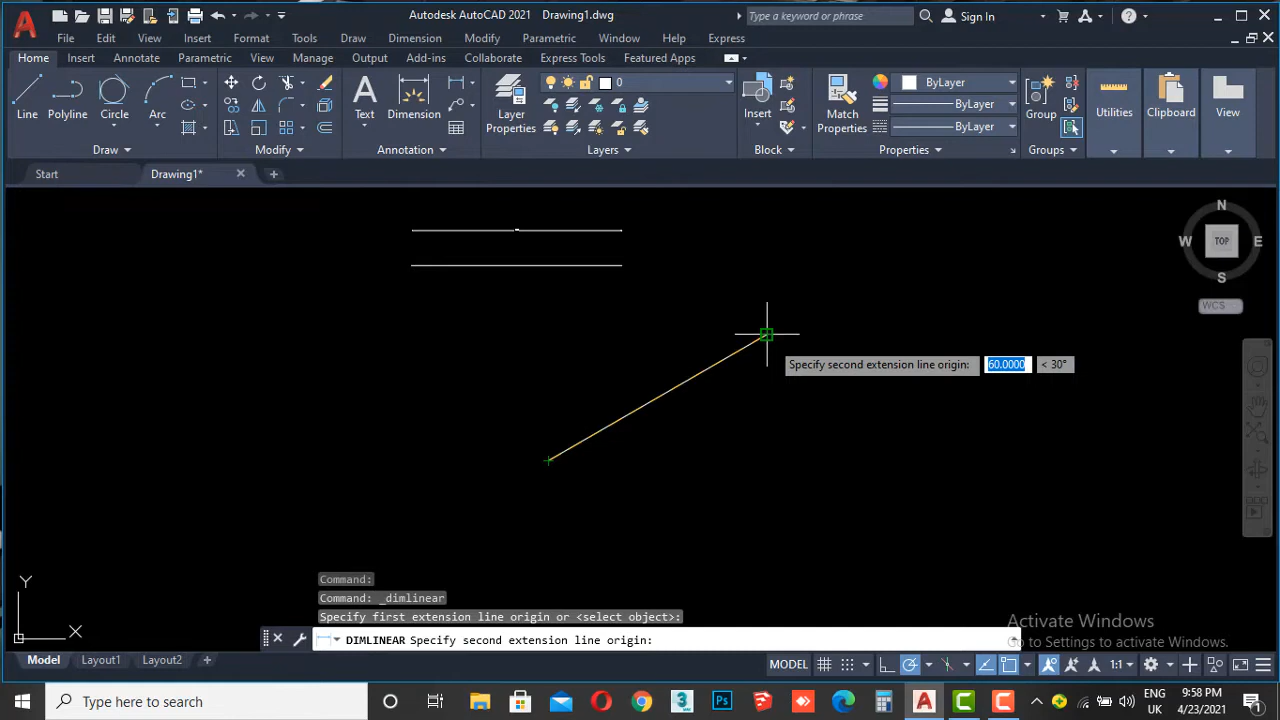 Autodesk AutoCAD 2021 Drawing1.dwg
Type a keyword or phrase
Sign In
File Edit View Insert Format Tools Draw Dimension Modify Parametric Window Help Express
Home Insert Annotate Parametric View Manage Output Add-ins Collaborate Express Tools Featured Apps
Line Polyline Circle Arc
Text Dimension
Layer Properties
0
Insert
Match Properties
ByLayer
ByLayer
ByLayer
Group
Utilities
Clipboard
View
Draw Modify Annotation Layers Block Properties Groups
Start Drawing1*
N
W TOP E
S
WCS
Specify second extension line origin: 60.0000 < 30°
Y
X
Command:
Command: _dimlinear
Specify first extension line origin or <select object>:
DIMLINEAR Specify second extension line origin:
Activate Windows
Go to Settings to activate Windows.
Model Layout1 Layout2
MODEL
1:1
Type here to search
3
Ps
A
C
C
ENG
UK
9:58 PM
4/23/2021
1